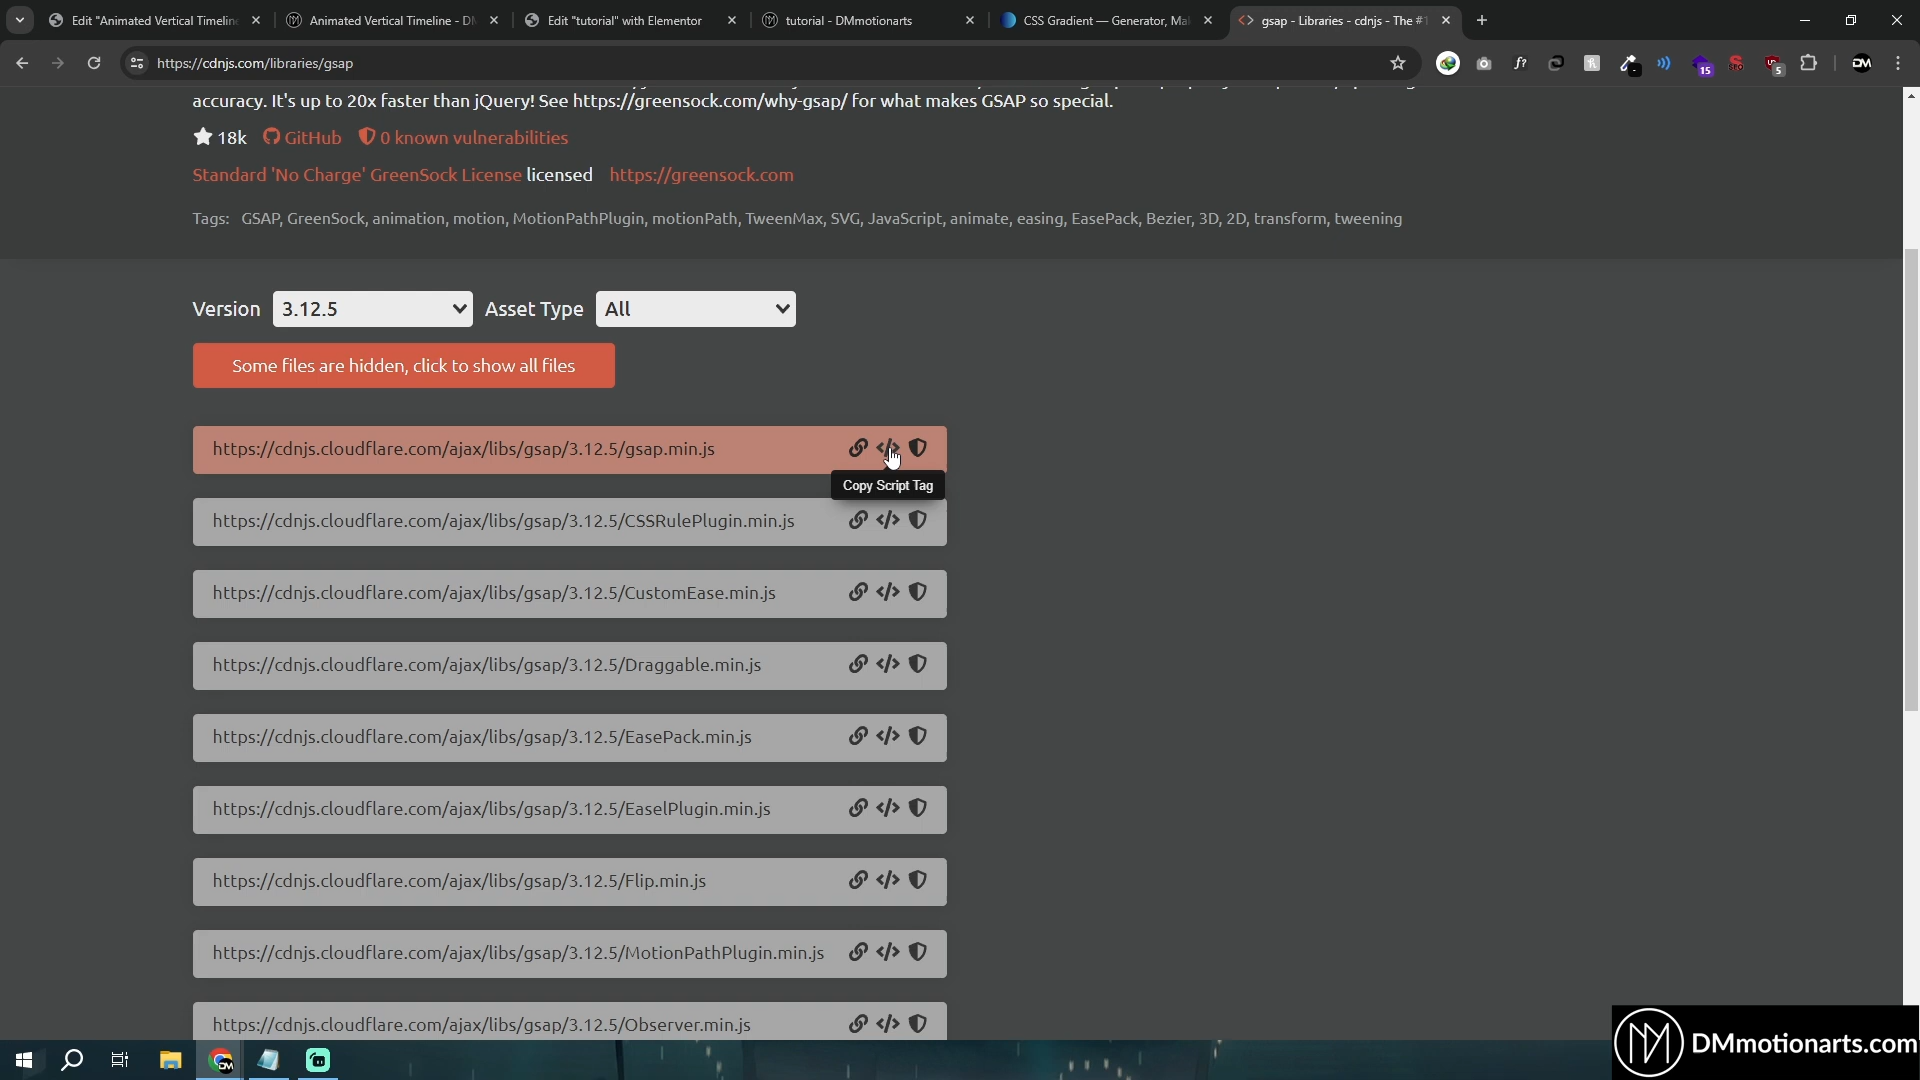 Edit "Animated Vertical Timeline
Animated Vertical Timeline - DM
Edit "tutorial" with Elementor
tutorial - DMmotionarts
CSS Gradient — Generator, Mak
gsap - Libraries - cdnjs - The #1
https://cdnjs.com/libraries/gsap
15
5
DM
accuracy. It's up to 20x faster than jQuery! See https://greensock.com/why-gsap/ for what makes GSAP so special.
18k GitHub 0 known vulnerabilities
Standard 'No Charge' GreenSock License licensed https://greensock.com
Tags: GSAP, GreenSock, animation, motion, MotionPathPlugin, motionPath, TweenMax, SVG, JavaScript, animate, easing, EasePack, Bezier, 3D, 2D, transform, tweening
Version 3.12.5 Asset Type All
Some files are hidden, click to show all files
https://cdnjs.cloudflare.com/ajax/libs/gsap/3.12.5/gsap.min.js
Copy Script Tag
https://cdnjs.cloudflare.com/ajax/libs/gsap/3.12.5/CSSRulePlugin.min.js
https://cdnjs.cloudflare.com/ajax/libs/gsap/3.12.5/CustomEase.min.js
https://cdnjs.cloudflare.com/ajax/libs/gsap/3.12.5/Draggable.min.js
https://cdnjs.cloudflare.com/ajax/libs/gsap/3.12.5/EasePack.min.js
https://cdnjs.cloudflare.com/ajax/libs/gsap/3.12.5/EaselPlugin.min.js
https://cdnjs.cloudflare.com/ajax/libs/gsap/3.12.5/Flip.min.js
https://cdnjs.cloudflare.com/ajax/libs/gsap/3.12.5/MotionPathPlugin.min.js
https://cdnjs.cloudflare.com/ajax/libs/gsap/3.12.5/Observer.min.js
DMmotionarts.com